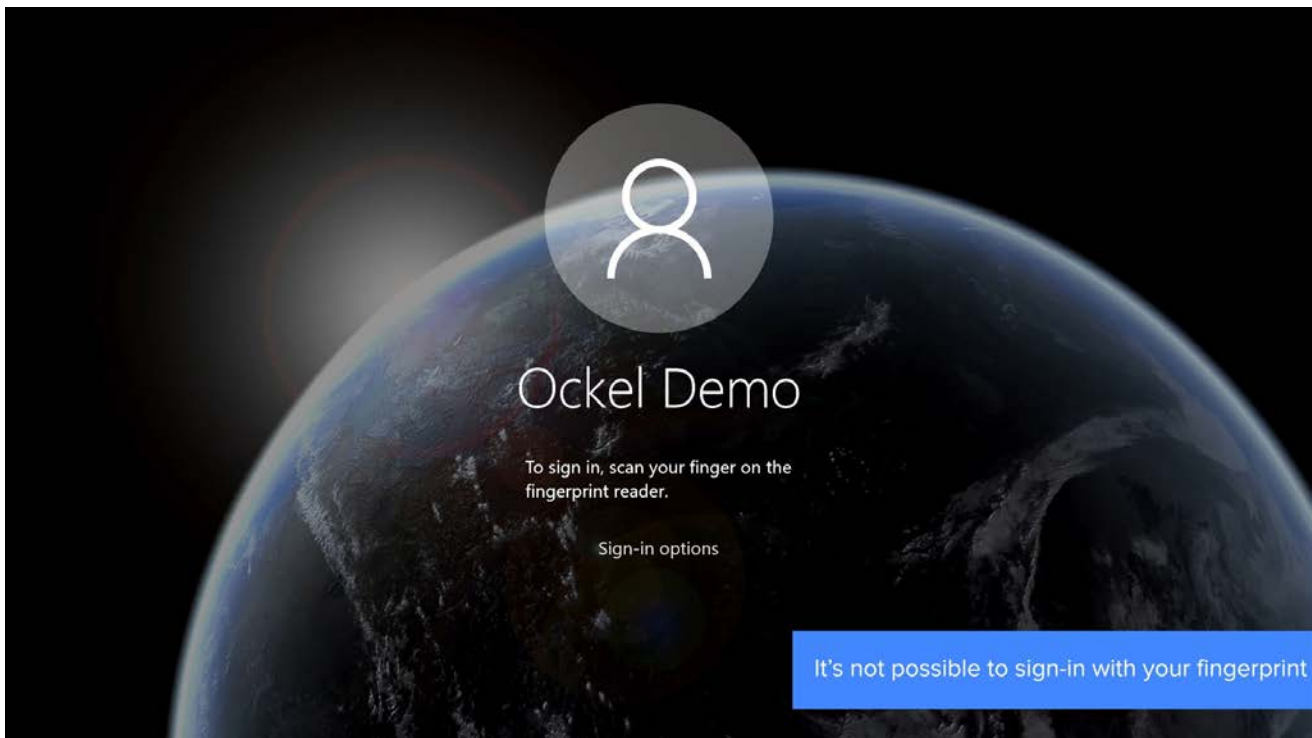 Ockel Demo
To sign in, scan your finger on the
fingerprint reader.
Sign-in options
It's not possible to sign-in with your fingerprint